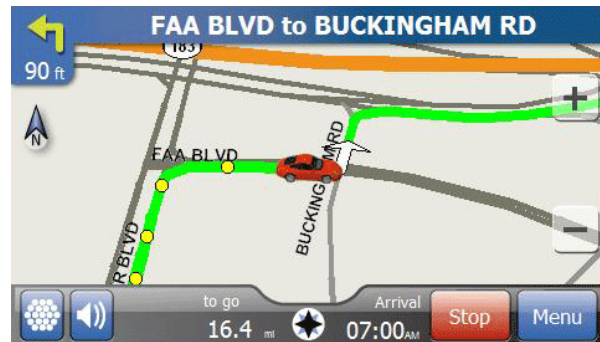 FAA BLVD to BUCKINGHAM RD
90 ft
183
+
N
FAA BLVD
BUCKINGHAM RD
R BLVD
−
to go
16.4 mi
Arrival
07:00AM
Stop
Menu